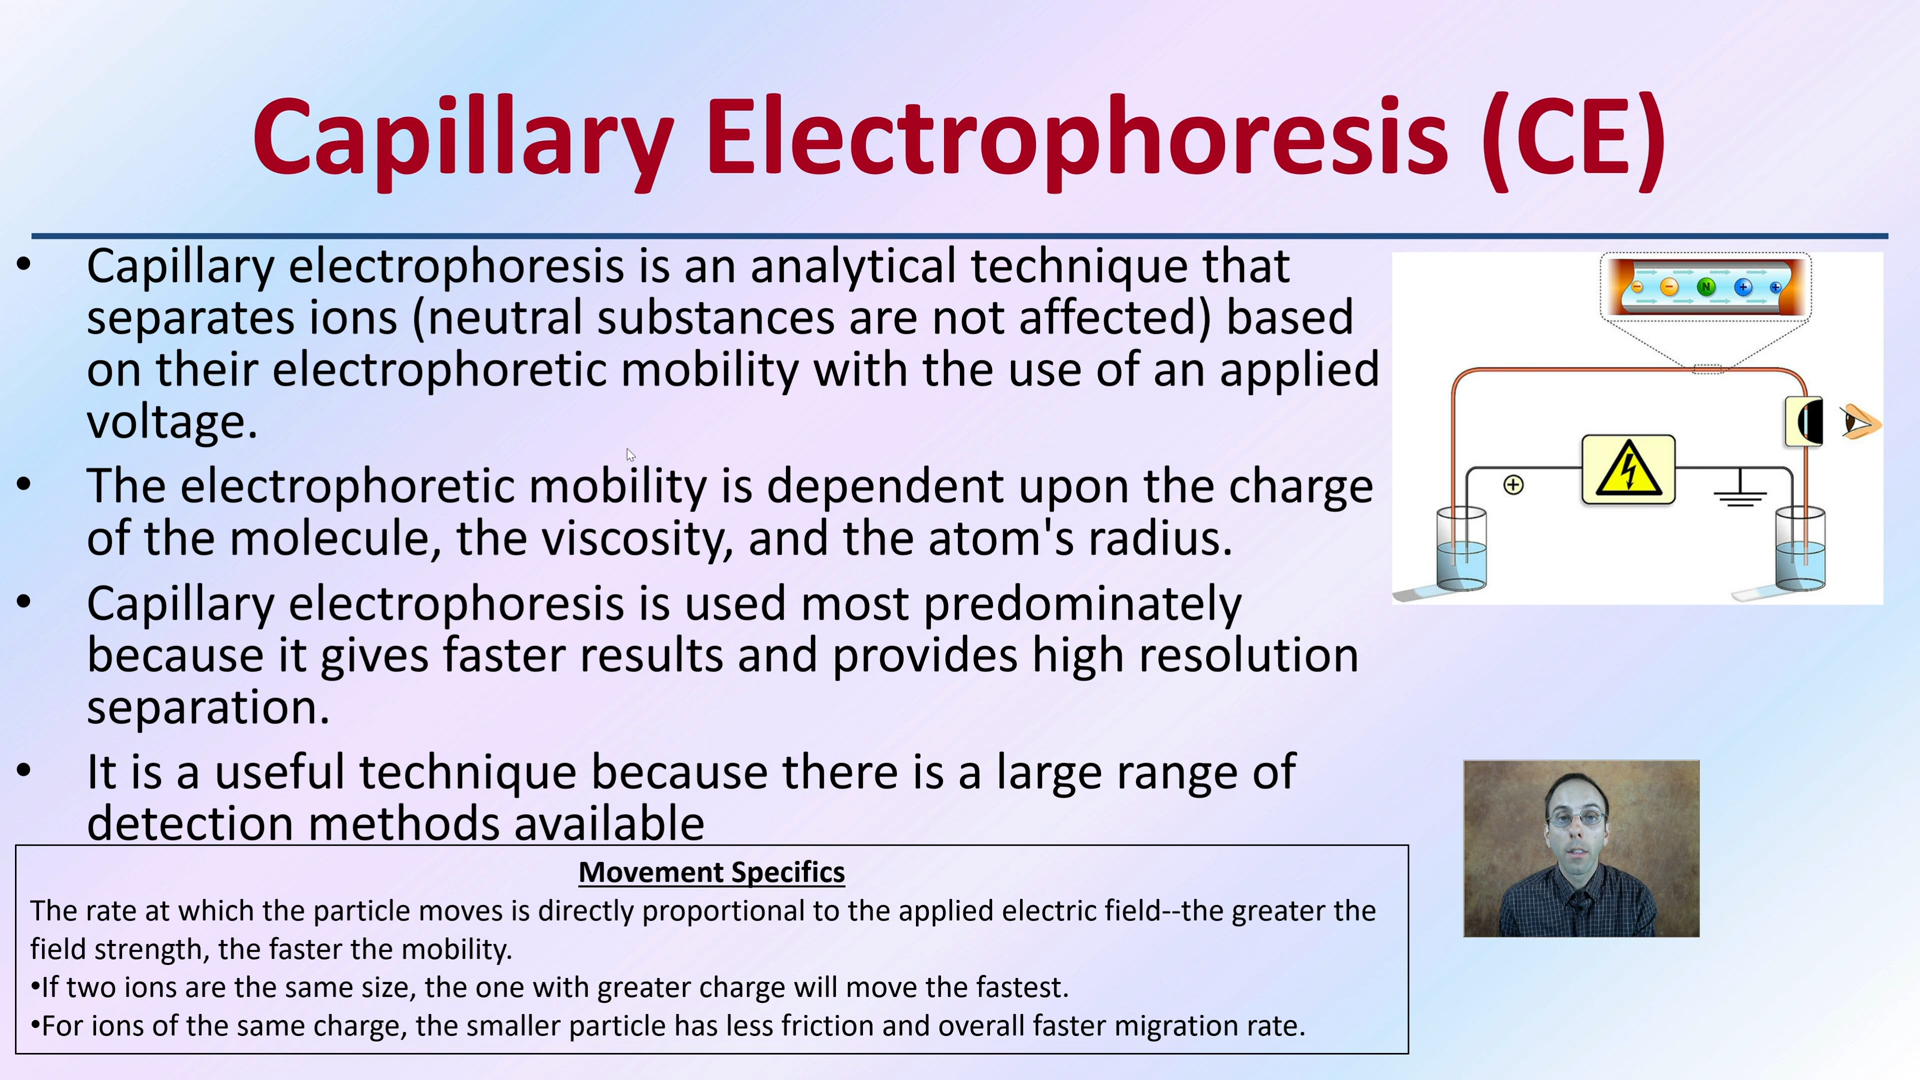 Capillary Electrophoresis (CE)
• Capillary electrophoresis is an analytical technique that
separates ions (neutral substances are not affected) based
on their electrophoretic mobility with the use of an applied
voltage.
• The electrophoretic mobility is dependent upon the charge
of the molecule, the viscosity, and the atom's radius.
• Capillary electrophoresis is used most predominately
because it gives faster results and provides high resolution
separation.
• It is a useful technique because there is a large range of
detection methods available
- - N + +
+
Movement Specifics
The rate at which the particle moves is directly proportional to the applied electric field--the greater the
field strength, the faster the mobility.
•If two ions are the same size, the one with greater charge will move the fastest.
•For ions of the same charge, the smaller particle has less friction and overall faster migration rate.